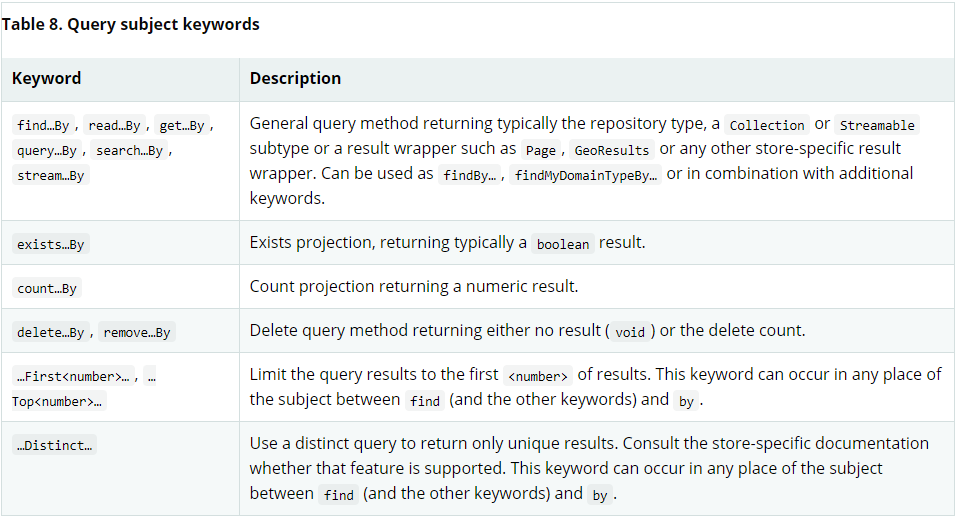 Table 8. Query subject keywords
Keyword
Description
find…By , read…By , get…By ,
query…By , search…By ,
stream…By
General query method returning typically the repository type, a Collection or Streamable
subtype or a result wrapper such as Page , GeoResults or any other store-specific result
wrapper. Can be used as findBy… , findMyDomainTypeBy… or in combination with additional
keywords.
exists…By
Exists projection, returning typically a boolean result.
count…By
Count projection returning a numeric result.
delete…By , remove…By
Delete query method returning either no result ( void ) or the delete count.
…First<number>… , …
Top<number>…
Limit the query results to the first <number> of results. This keyword can occur in any place of
the subject between find (and the other keywords) and by .
…Distinct…
Use a distinct query to return only unique results. Consult the store-specific documentation
whether that feature is supported. This keyword can occur in any place of the subject
between find (and the other keywords) and by .